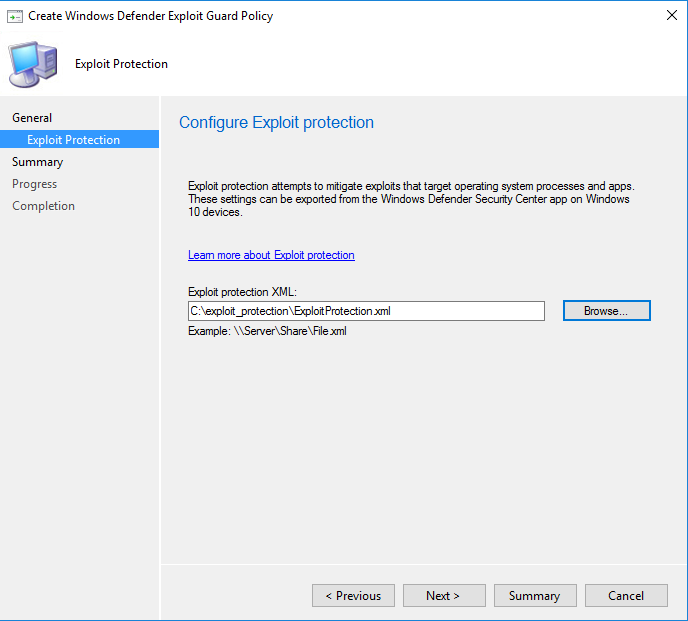 Create Windows Defender Exploit Guard Policy
Exploit Protection
General
Exploit Protection
Summary
Progress
Completion
Configure Exploit protection
Exploit protection attempts to mitigate exploits that target operating system processes and apps.
These settings can be exported from the Windows Defender Security Center app on Windows
10 devices.
Learn more about Exploit protection
Exploit protection XML:
C:\exploit_protection\ExploitProtection.xml
Browse...
Example: \\Server\Share\File.xml
< Previous
Next >
Summary
Cancel